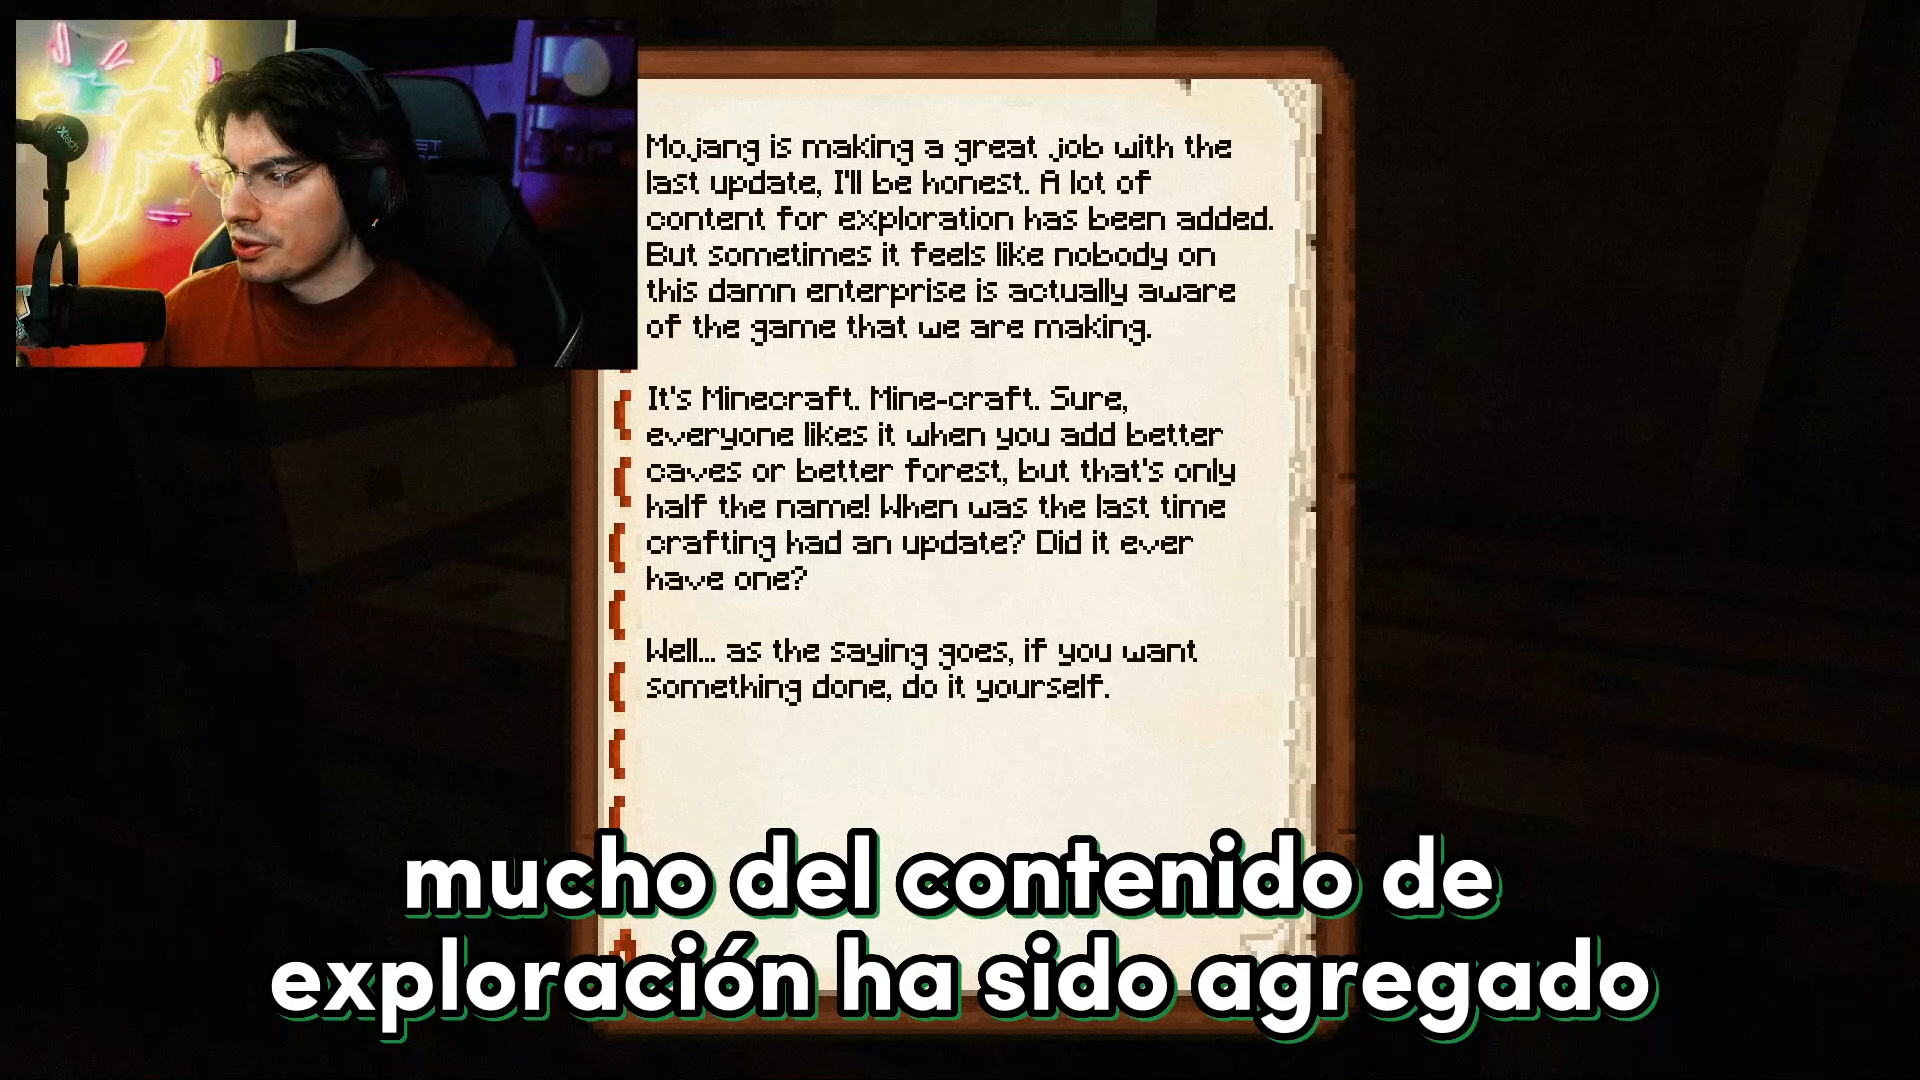 Mojang is making a great job with the
last update, I'll be honest. A lot of
content for exploration has been added.
But sometimes it feels like nobody on
this damn enterprise is actually aware
of the game that we are making.
It's Minecraft. Mine-craft. Sure,
everyone likes it when you add better
caves or better forest, but that's only
half the name! When was the last time
crafting had an update? Did it ever
have one?
Well... as the saying goes, if you want
something done, do it yourself.
mucho del contenido de
exploración ha sido agregado